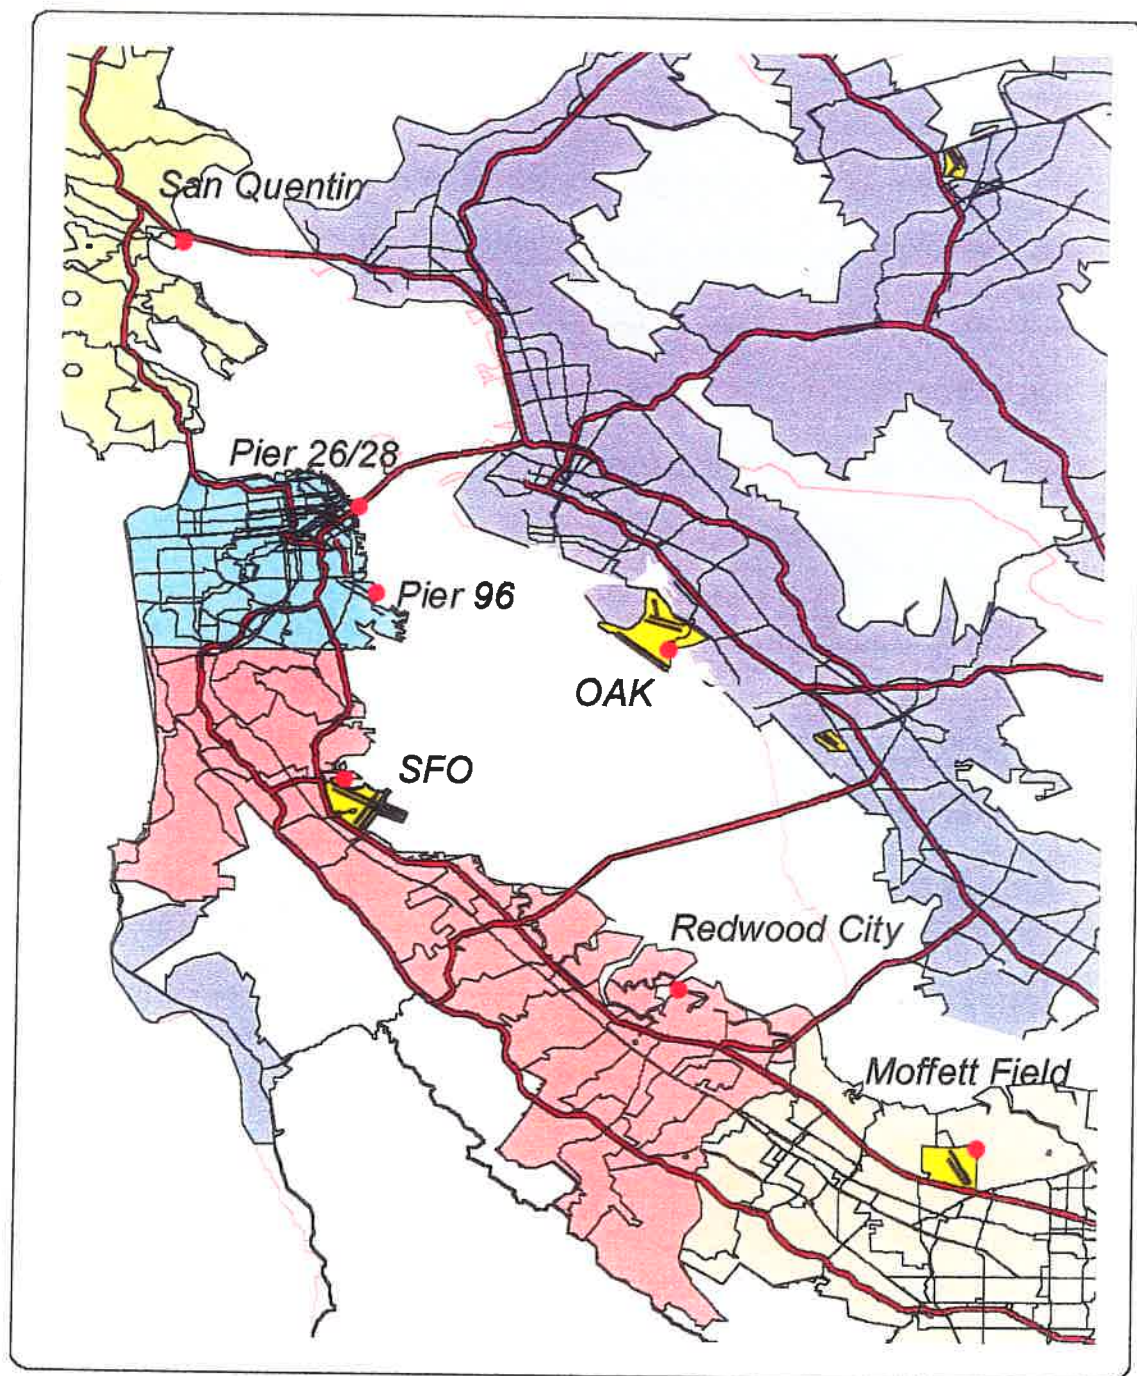 San Quentin
Pier 26/28
Pier 96
OAK
SFO
Redwood City
Moffett Field